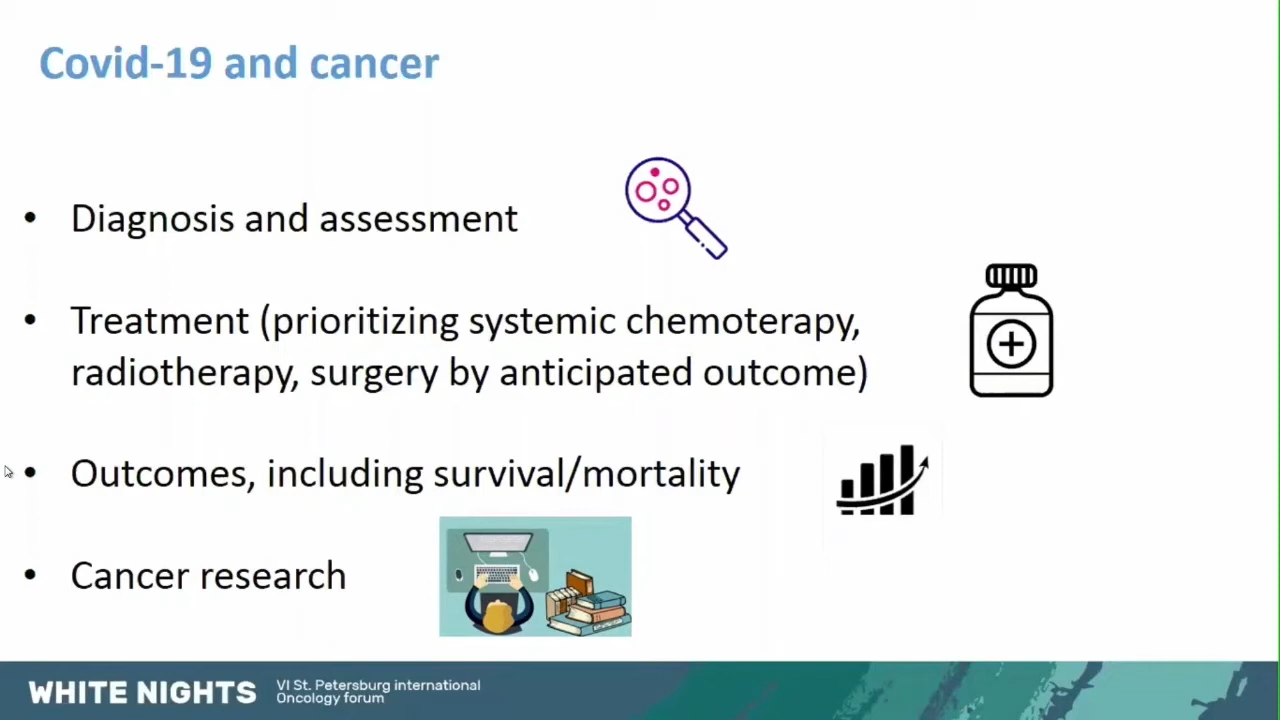 Covid-19 and cancer
• Diagnosis and assessment
• Treatment (prioritizing systemic chemoterapy,
radiotherapy, surgery by anticipated outcome)
• Outcomes, including survival/mortality
• Cancer research
WHITE NIGHTS
VI St. Petersburg international
Oncology forum